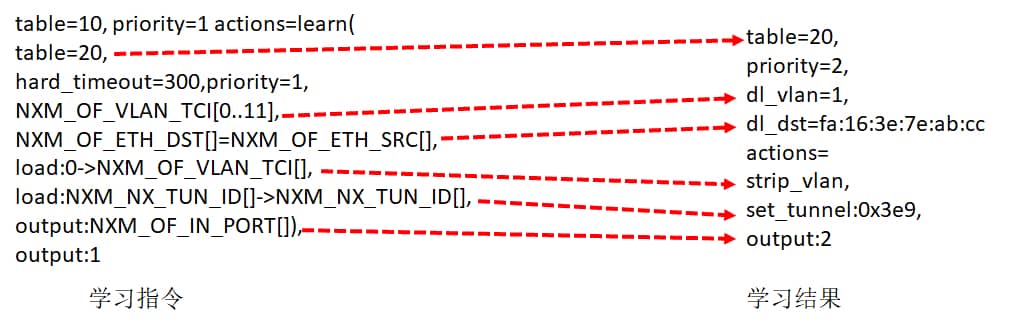 table=10, priority=1 actions=learn(
table=20,
hard_timeout=300,priority=1,
NXM_OF_VLAN_TCI[0..11],
NXM_OF_ETH_DST[]=NXM_OF_ETH_SRC[],
load:0->NXM_OF_VLAN_TCI[],
load:NXM_NX_TUN_ID[]->NXM_NX_TUN_ID[],
output:NXM_OF_IN_PORT[]),
output:1
学习指令
table=20,
priority=2,
dl_vlan=1,
dl_dst=fa:16:3e:7e:ab:cc
actions=
strip_vlan,
set_tunnel:0x3e9,
output:2
学习结果